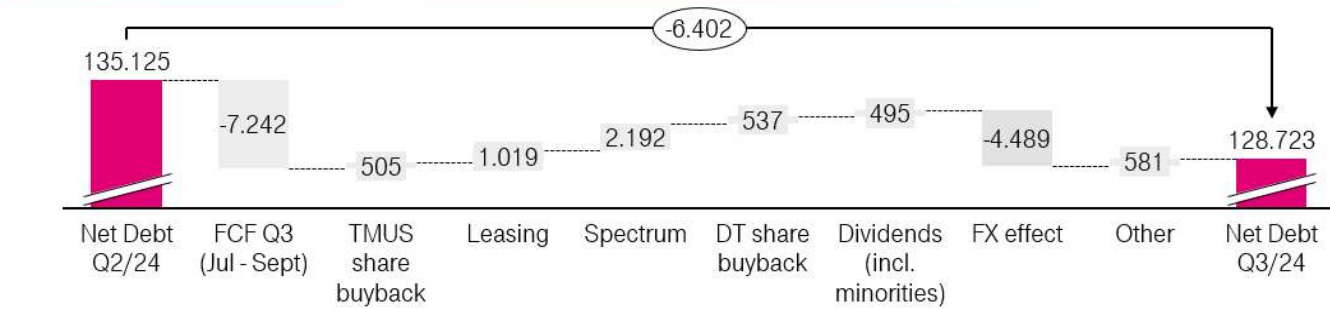 -6.402
135.125
-7.242
505
1.019
2.192
537
495
-4.489
581
128.723
Net Debt
Q2/24
FCF Q3
(Jul - Sept)
TMUS
share
buyback
Leasing
Spectrum
DT share
buyback
Dividends
(incl.
minorities)
FX effect
Other
Net Debt
Q3/24